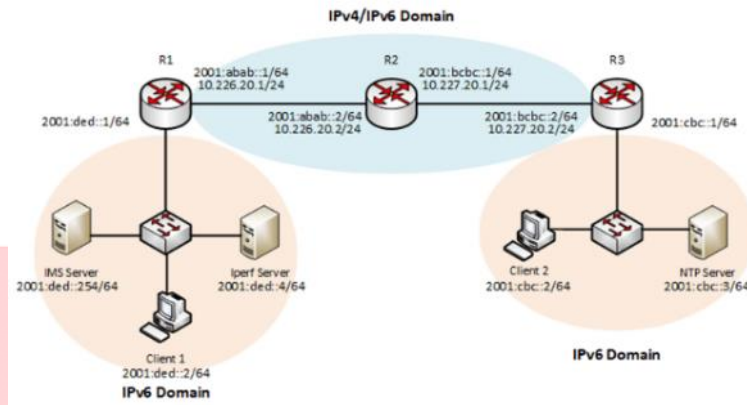 IPv4/IPv6 Domain
R1
R2
R3
2001:abab::1/64
10.226.20.1/24
2001:bcbc::1/64
10.227.20.1/24
2001:ded::1/64
2001:abab::2/64
10.226.20.2/24
2001:bcbc::2/64
10.227.20.2/24
2001:cbc::1/64
IMS Server
2001:ded::254/64
Iperf Server
2001:ded::4/64
Client 2
2001:cbc::2/64
NTP Server
2001:cbc::3/64
Client 1
2001:ded::2/64
IPv6 Domain
IPv6 Domain